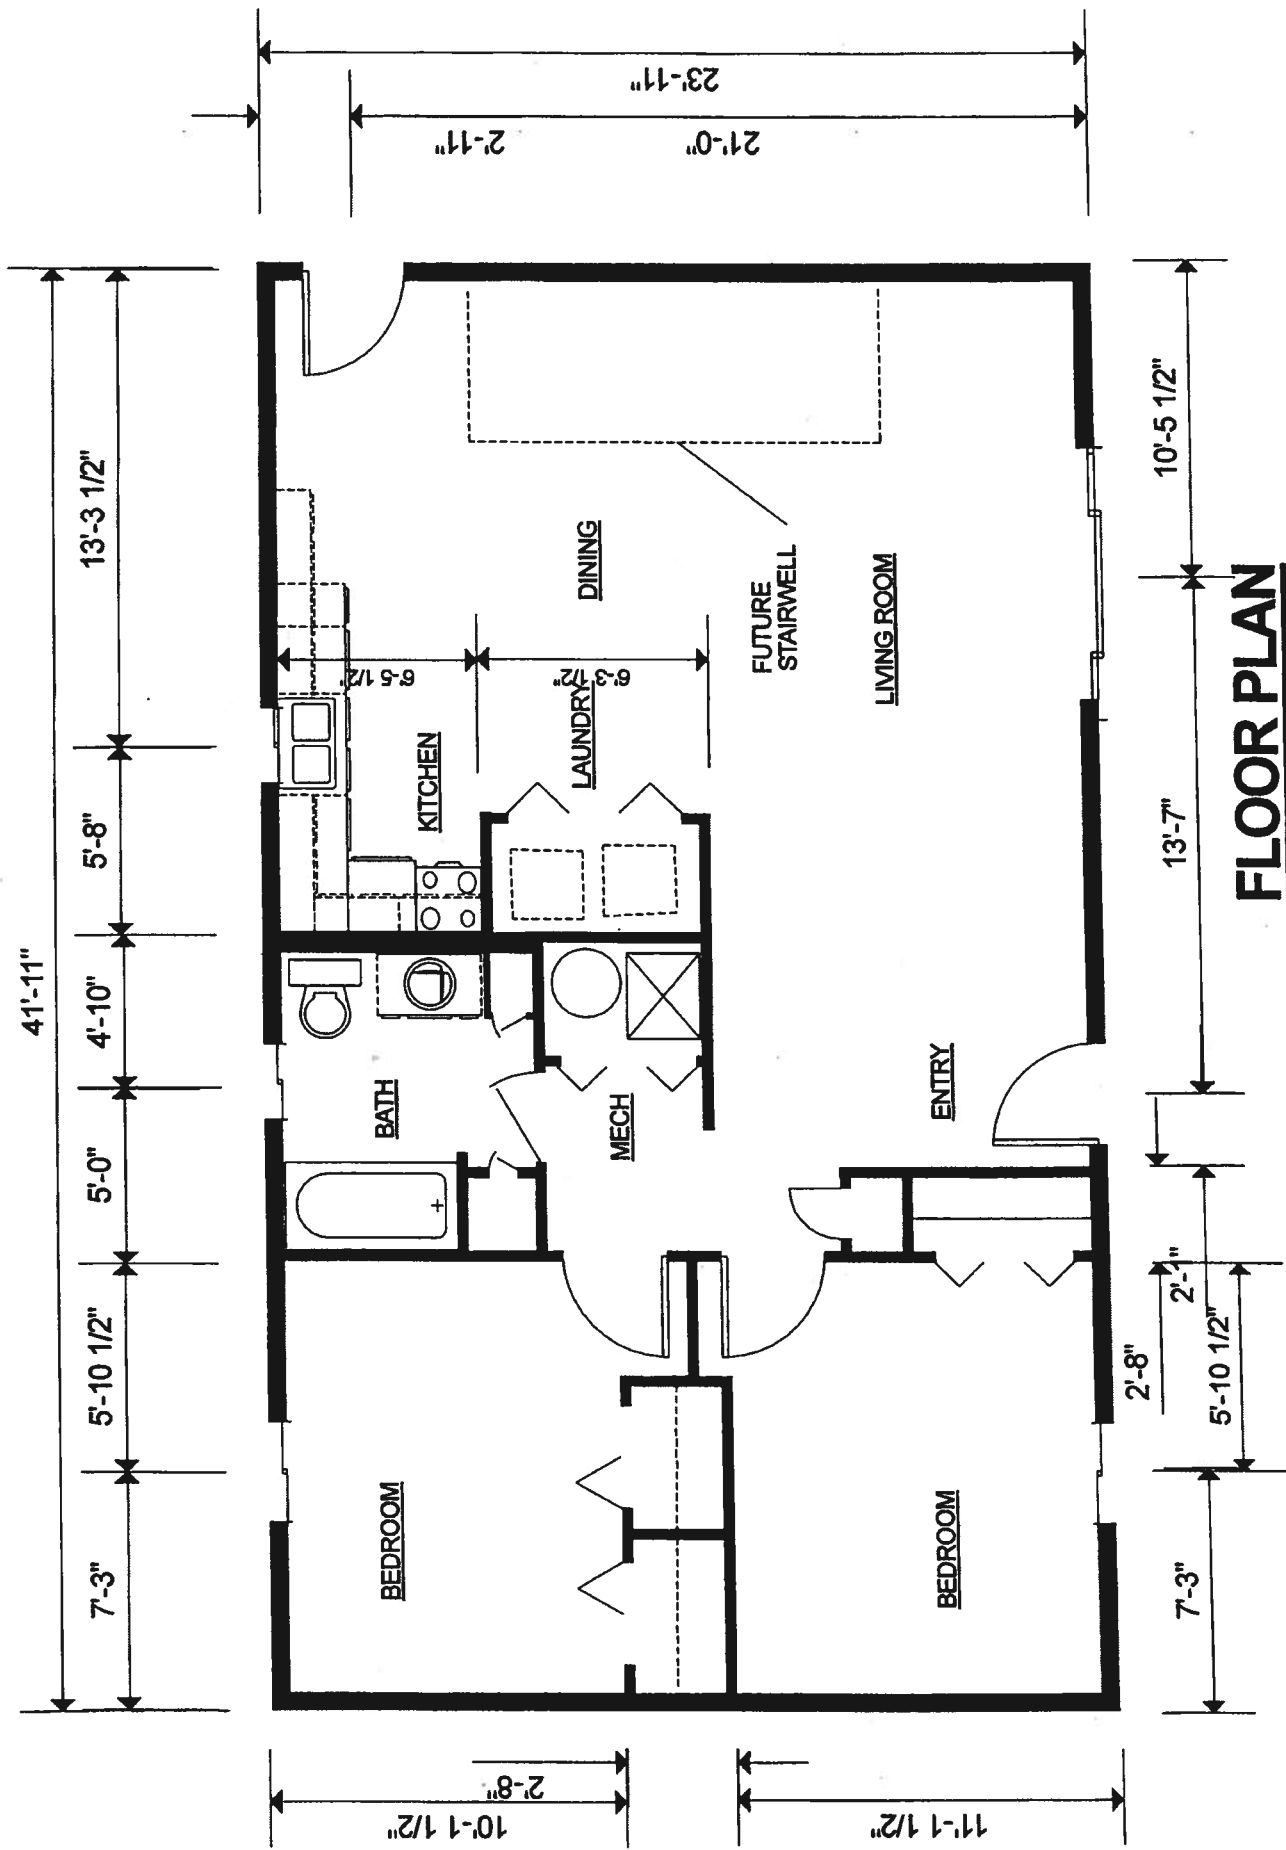 41'-11"
7'-3"
5'-10 1/2"
5'-0"
4'-10"
5'-8"
13'-3 1/2"
10'-1 1/2"
2'-8"
11'-1 1/2"
2'-11"
21'-0"
23'-11"
BEDROOM
BATH
KITCHEN
6'-5 1/2"
LAUNDRY
6'-3 1/2"
DINING
MECH
FUTURE
STAIRWELL
BEDROOM
ENTRY
LIVING ROOM
7'-3"
5'-10 1/2"
2'-8"
2'-1"
13'-7"
10'-5 1/2"
FLOOR PLAN